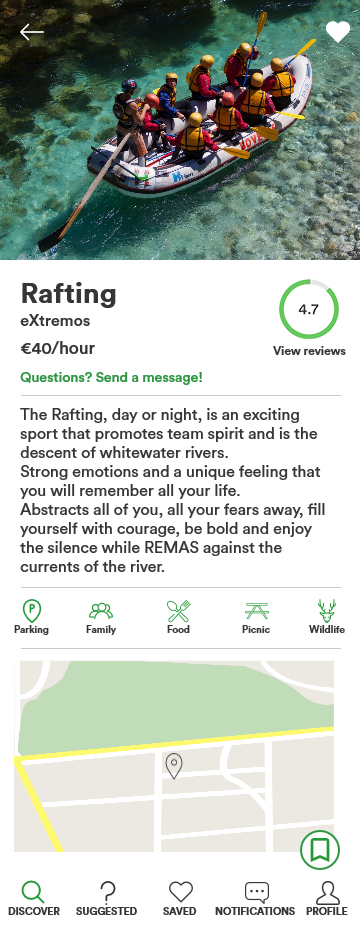 Rafting
eXtremos
4.7
€40/hour
View reviews
Questions? Send a message!
The Rafting, day or night, is an exciting
sport that promotes team spirit and is the
descent of whitewater rivers.
Strong emotions and a unique feeling that
you will remember all your life.
Abstracts all of you, all your fears away, fill
yourself with courage, be bold and enjoy
the silence while REMAS against the
currents of the river.
P
Parking Family Food Picnic Wildlife
DISCOVER SUGGESTED SAVED NOTIFICATIONS PROFILE